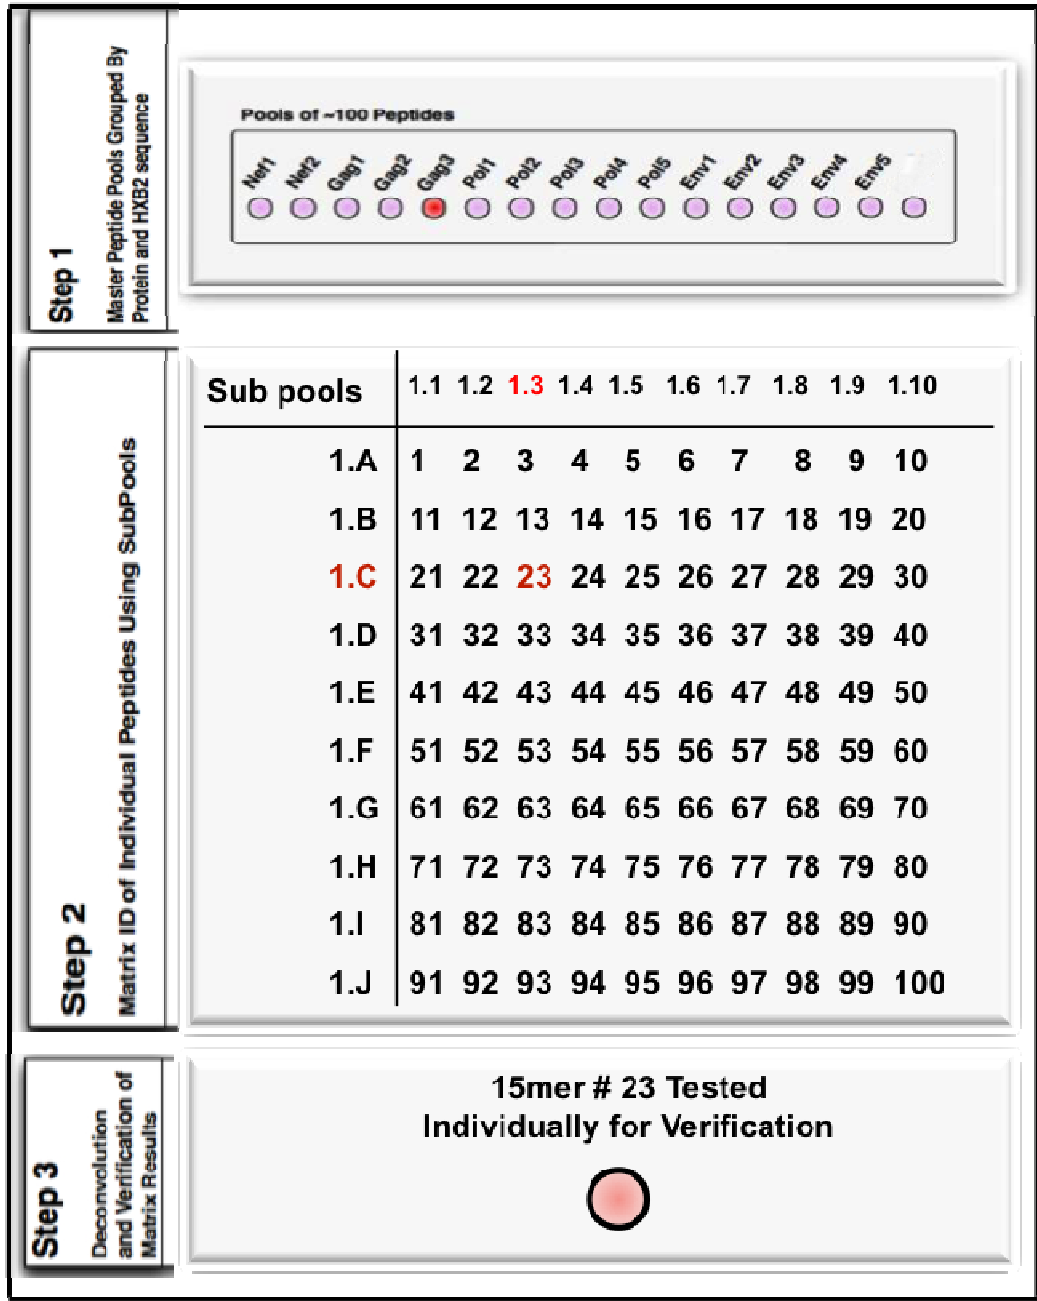 Step 1
Master Peptide Pools Grouped By
Protein and HXB2 sequence
Pools of ~100 Peptides
Nef1 Nef2 Gag1 Gag2 Gag3 Pol1 Pol2 Pol3 Pol4 Pol5 Env1 Env2 Env3 Env4 Env5
Step 2
Matrix ID of Individual Peptides Using SubPools
Sub pools 1.1 1.2 1.3 1.4 1.5 1.6 1.7 1.8 1.9 1.10
1.A 1 2 3 4 5 6 7 8 9 10
1.B 11 12 13 14 15 16 17 18 19 20
1.C 21 22 23 24 25 26 27 28 29 30
1.D 31 32 33 34 35 36 37 38 39 40
1.E 41 42 43 44 45 46 47 48 49 50
1.F 51 52 53 54 55 56 57 58 59 60
1.G 61 62 63 64 65 66 67 68 69 70
1.H 71 72 73 74 75 76 77 78 79 80
1.I 81 82 83 84 85 86 87 88 89 90
1.J 91 92 93 94 95 96 97 98 99 100
Step 3
Deconvolution
and Verification of
Matrix Results
15mer # 23 Tested
Individually for Verification